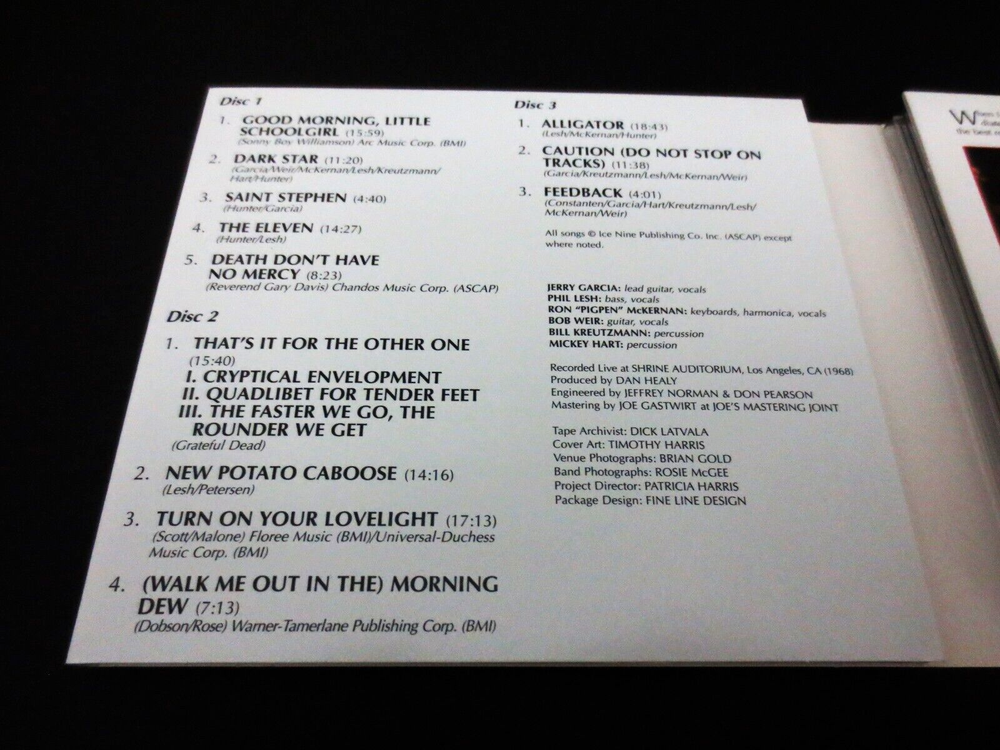 Disc 1
1. GOOD MORNING, LITTLE
SCHOOLGIRL (15:59)
(Sonny Boy Williamson) Arc Music Corp. (BMI)
2. DARK STAR (11:20)
(Garcia/Weir/McKernan/Lesh/Kreutzmann/
Hart/Hunter)
3. SAINT STEPHEN (4:40)
(Hunter/Garcia)
4. THE ELEVEN (14:27)
(Hunter/Lesh)
5. DEATH DON'T HAVE
NO MERCY (8:23)
(Reverend Gary Davis) Chandos Music Corp. (ASCAP)
Disc 2
1. THAT'S IT FOR THE OTHER ONE
(15:40)
I. CRYPTICAL ENVELOPMENT
II. QUADLIBET FOR TENDER FEET
III. THE FASTER WE GO, THE
ROUNDER WE GET
(Grateful Dead)
2. NEW POTATO CABOOSE (14:16)
(Lesh/Petersen)
3. TURN ON YOUR LOVELIGHT (17:13)
(Scott/Malone) Floree Music (BMI)/Universal-Duchess
Music Corp. (BMI)
4. (WALK ME OUT IN THE) MORNING
DEW (7:13)
(Dobson/Rose) Warner-Tamerlane Publishing Corp. (BMI)
Disc 3
1. ALLIGATOR (18:43)
(Lesh/McKernan/Hunter)
2. CAUTION (DO NOT STOP ON
TRACKS) (11:38)
(Garcia/Kreutzmann/Lesh/McKernan/Weir)
3. FEEDBACK (4:01)
(Constanten/Garcia/Hart/Kreutzmann/Lesh/
McKernan/Weir)
All songs © Ice Nine Publishing Co. Inc. (ASCAP) except
where noted.
JERRY GARCIA: lead guitar, vocals
PHIL LESH: bass, vocals
RON "PIGPEN" McKERNAN: keyboards, harmonica, vocals
BOB WEIR: guitar, vocals
BILL KREUTZMANN: percussion
MICKEY HART: percussion
Recorded Live at SHRINE AUDITORIUM, Los Angeles, CA (1968)
Produced by DAN HEALY
Engineered by JEFFREY NORMAN & DON PEARSON
Mastering by JOE GASTWIRT at JOE'S MASTERING JOINT
Tape Archivist: DICK LATVALA
Cover Art: TIMOTHY HARRIS
Venue Photographs: BRIAN GOLD
Band Photographs: ROSIE McGEE
Project Director: PATRICIA HARRIS
Package Design: FINE LINE DESIGN
the best